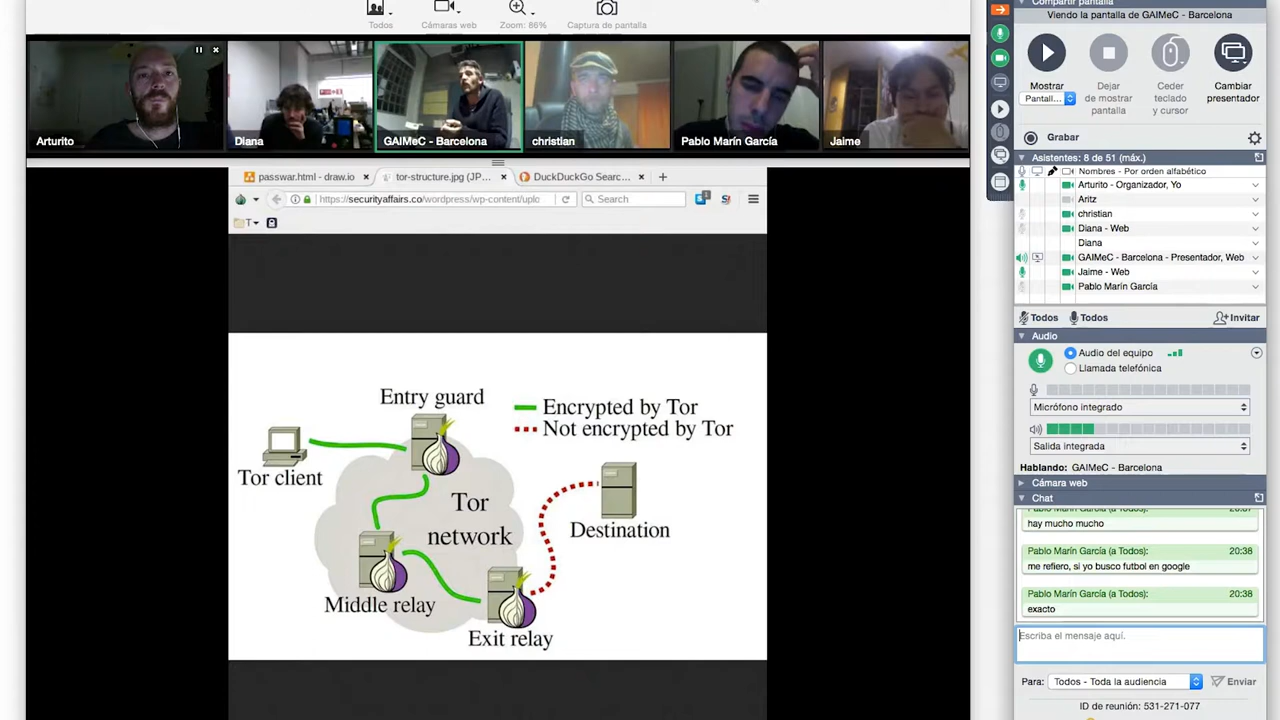 Todos
Cámaras web
Zoom: 86%
Captura de pantalla
Arturito
Diana
GAIMeC - Barcelona
christian
Pablo Marín García
Jaime
passwar.html - draw.io
tor-structure.jpg (JP...
DuckDuckGo Searc...
https://securityaffairs.co/wordpress/wp-content/uplo
Search
1
T
Entry guard
Encrypted by Tor
Not encrypted by Tor
Tor client
Tor
network
Destination
Middle relay
Exit relay
Compartir pantalla
Viendo la pantalla de GAIMeC - Barcelona
Mostrar
Pantall...
Dejar
de mostrar
pantalla
Ceder
teclado
y cursor
Cambiar
presentador
Grabar
Asistentes: 8 de 51 (máx.)
Nombres - Por orden alfabético
Arturito - Organizador, Yo
Aritz
christian
Diana - Web
Diana
GAIMeC - Barcelona - Presentador, Web
Jaime - Web
Pablo Marín García
Todos
Todos
Invitar
Audio
Audio del equipo
Llamada telefónica
Micrófono integrado
Salida integrada
Hablando: GAIMeC - Barcelona
Cámara web
Chat
Pablo Marín García (a Todos): 20:37
hay mucho mucho
Pablo Marín García (a Todos): 20:38
me refiero, si yo busco futbol en google
Pablo Marín García (a Todos): 20:38
exacto
Escriba el mensaje aquí.
Para: Todos - Toda la audiencia
Enviar
ID de reunión: 531-271-077